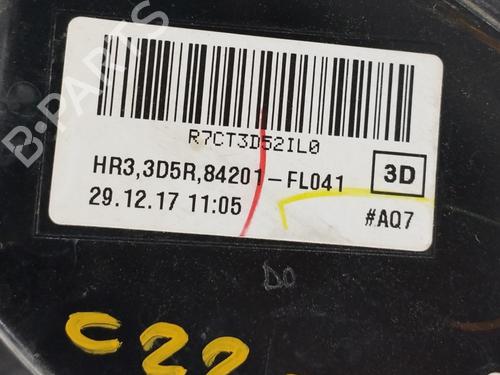 B-PARTS
R7CT3D52IL0
HR3,3D5R,84201-FL041
3D
29.12.17 11:05
#AQ7
DO
C22